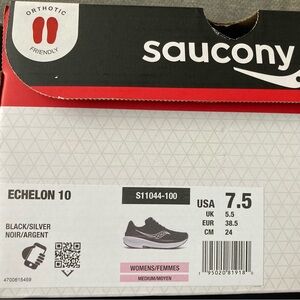 ORTHOTIC
FRIENDLY
saucony
ECHELON 10
S11044-100
USA 7.5
UK 5.5
EUR 38.5
CM 24
BLACK/SILVER
NOIR/ARGENT
WOMENS/FEMMES
MEDIUM/MOYEN
4700615469